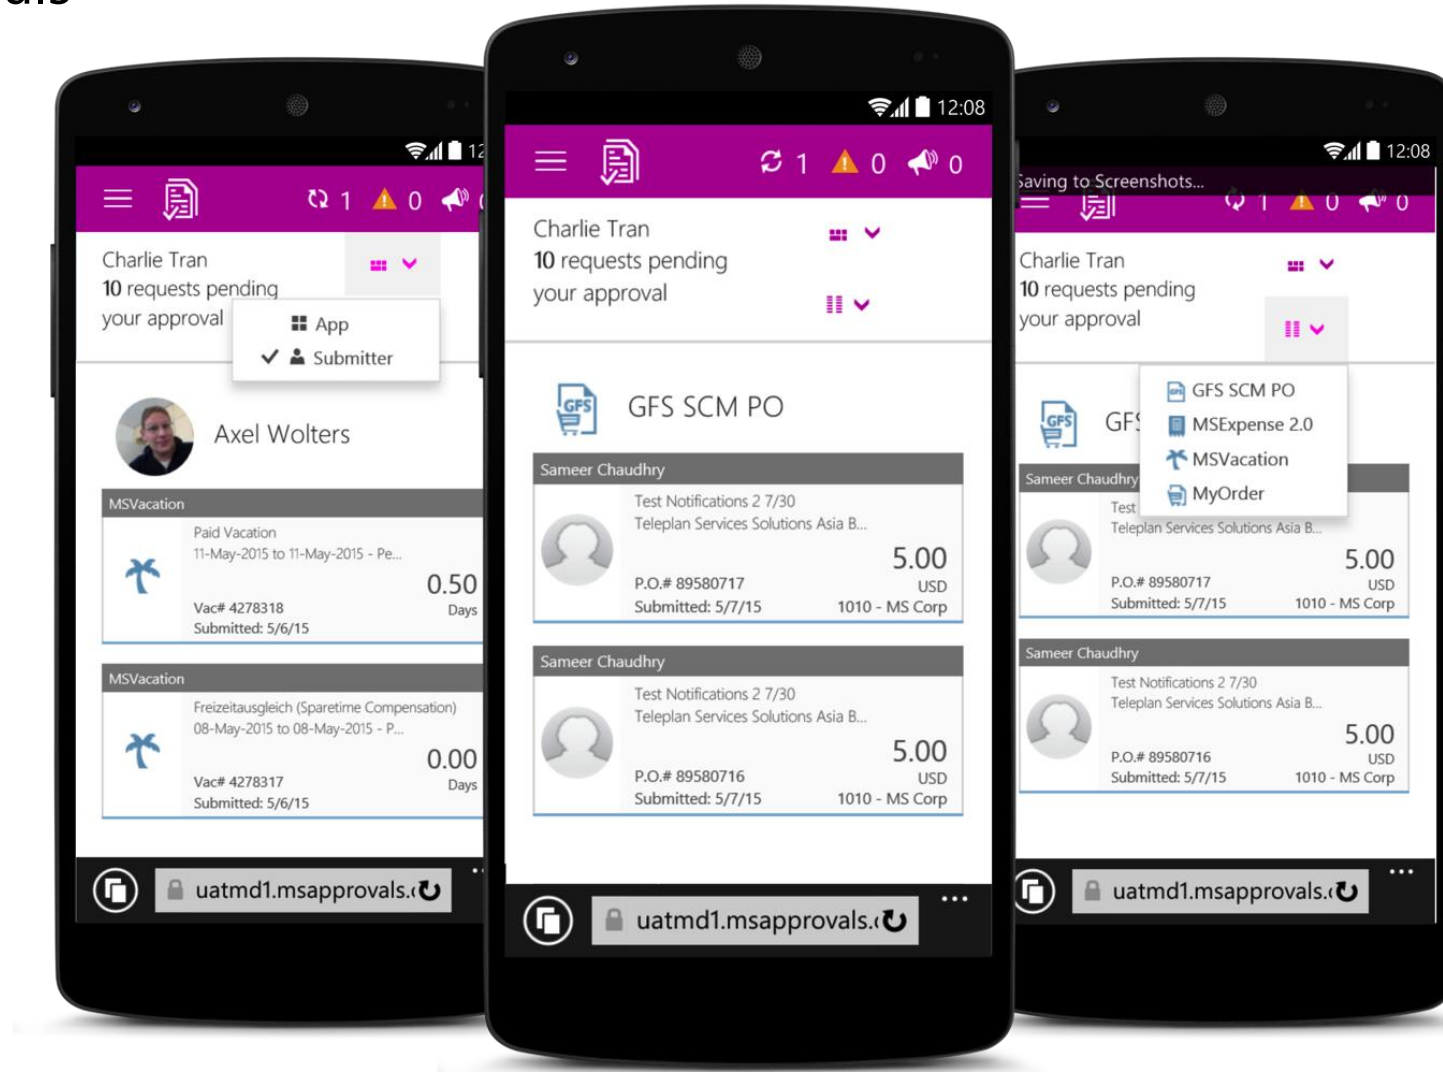 12:08
1 0 0
Charlie Tran
10 requests pending
your approval
App
Submitter
Axel Wolters
MSVacation
Paid Vacation
11-May-2015 to 11-May-2015 - Pe...
0.50
Days
Vac# 4278318
Submitted: 5/6/15
MSVacation
Freizeitausgleich (Sparetime Compensation)
08-May-2015 to 08-May-2015 - P...
0.00
Days
Vac# 4278317
Submitted: 5/6/15
uatmd1.msapprovals.
1 0 0
Charlie Tran
10 requests pending
your approval
GFS
GFS SCM PO
Sameer Chaudhry
Test Notifications 2 7/30
Teleplan Services Solutions Asia B...
5.00
P.O.# 89580717 USD
Submitted: 5/7/15 1010 - MS Corp
Sameer Chaudhry
Test Notifications 2 7/30
Teleplan Services Solutions Asia B...
5.00
P.O.# 89580716 USD
Submitted: 5/7/15 1010 - MS Corp
uatmd1.msapprovals.
12:08
Saving to Screenshots...
1 0 0
Charlie Tran
10 requests pending
your approval
GFS SCM PO
MSExpense 2.0
MSVacation
MyOrder
GFS
GFS
Sameer Chaudhry
Test
Teleplan Services Solutions Asia B...
5.00
P.O.# 89580717 USD
Submitted: 5/7/15 1010 - MS Corp
Sameer Chaudhry
Test Notifications 2 7/30
Teleplan Services Solutions Asia B...
5.00
P.O.# 89580716 USD
Submitted: 5/7/15 1010 - MS Corp
uatmd1.msapprovals.